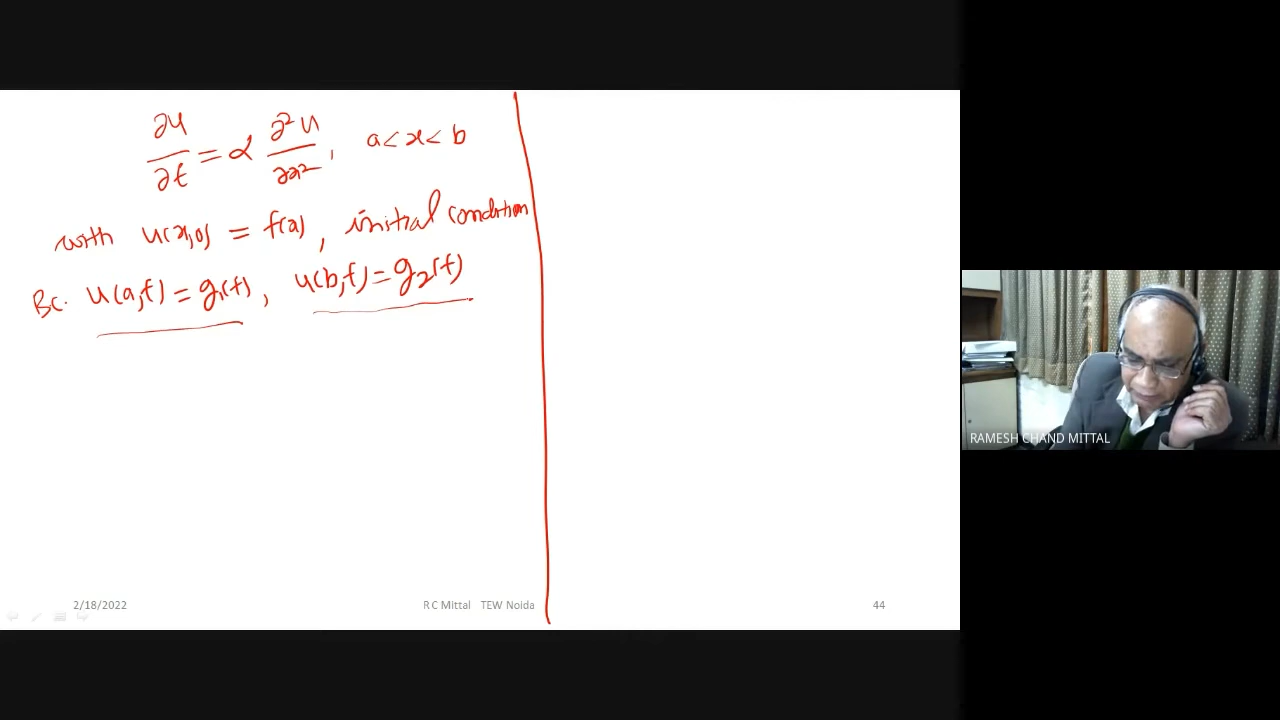 ∂u/∂t = α ∂²u/∂x², a < x < b
with u(x,0) = f(x), initial condition
BC. u(a,t) = g₁(t), u(b,t) = g₂(t)
RAMESH CHAND MITTAL
2/18/2022 R C Mittal TEW Noida 44